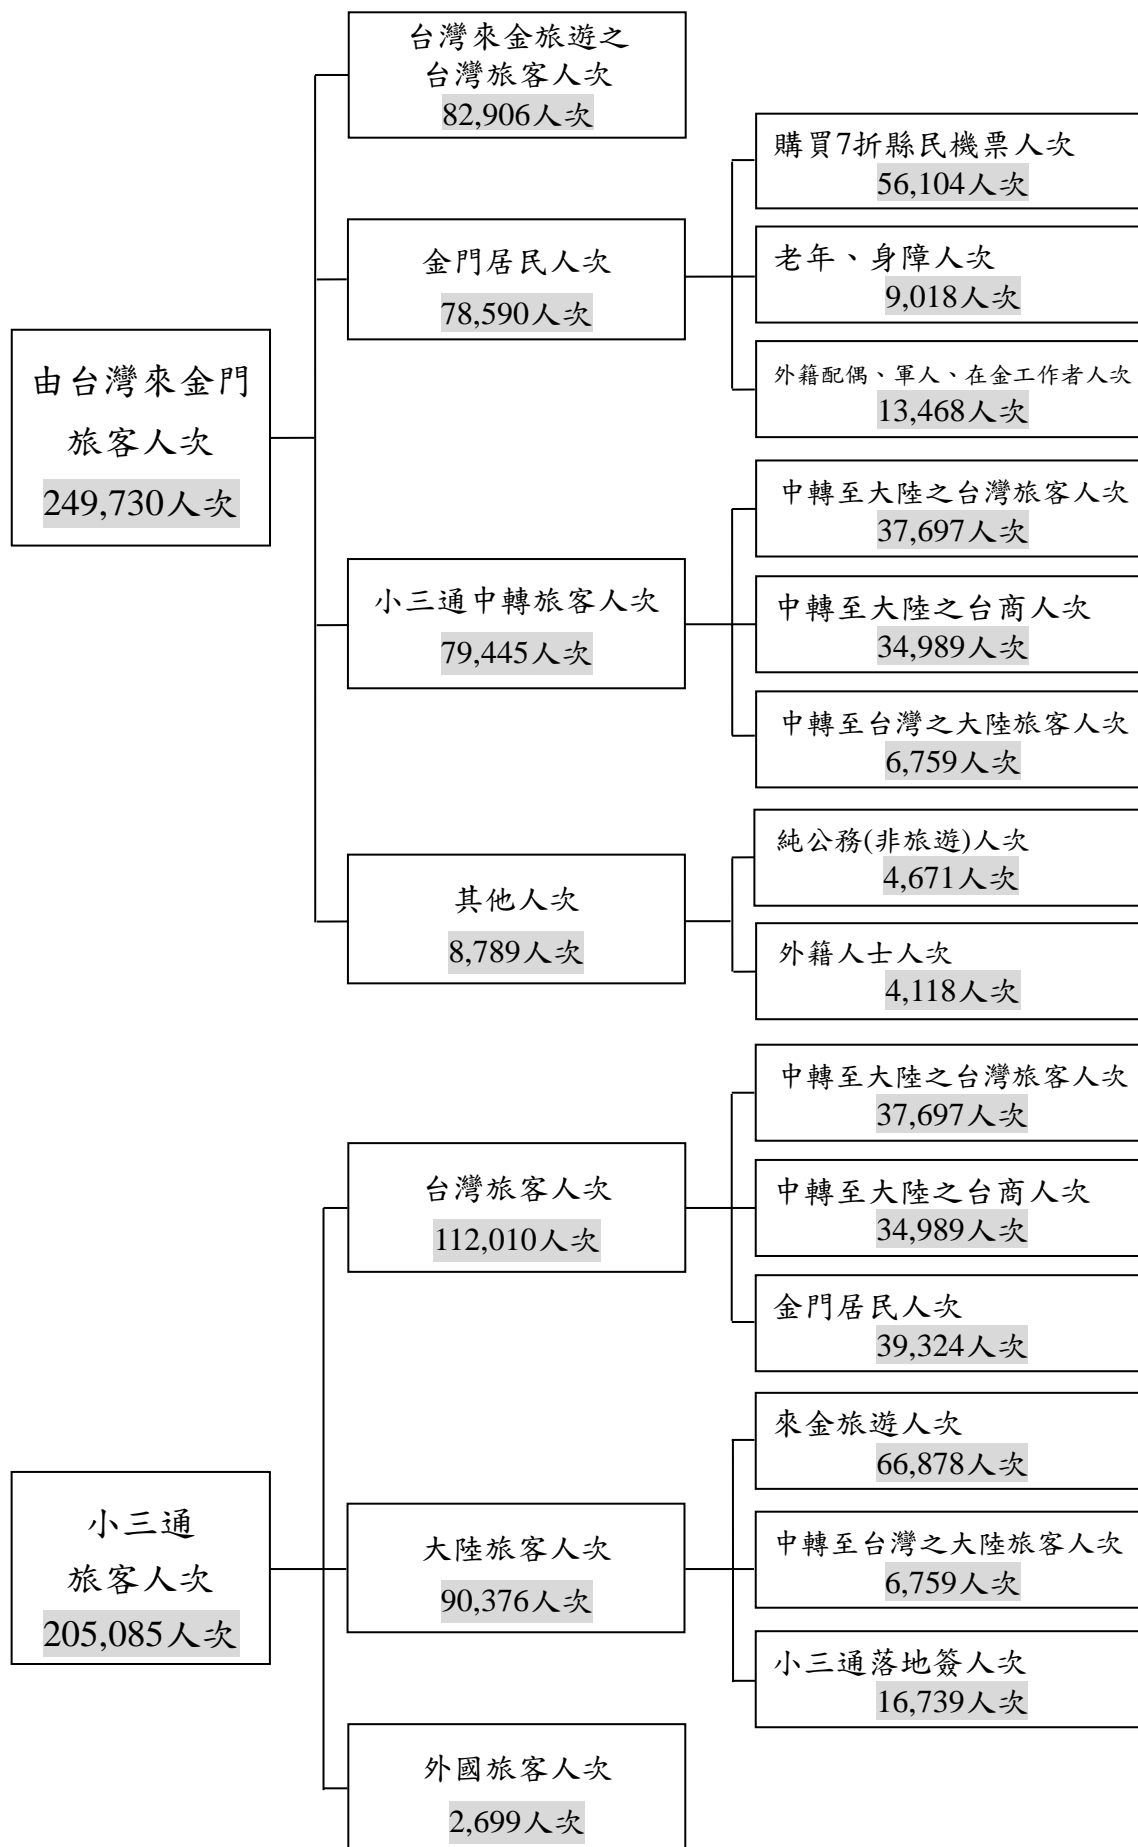 由台灣來金門
旅客人次
249,730人次
台灣來金旅遊之
台灣旅客人次
82,906人次
金門居民人次
78,590人次
購買7折縣民機票人次
56,104人次
老年、身障人次
9,018人次
外籍配偶、軍人、在金工作者人次
13,468人次
小三通中轉旅客人次
79,445人次
中轉至大陸之台灣旅客人次
37,697人次
中轉至大陸之台商人次
34,989人次
中轉至台灣之大陸旅客人次
6,759人次
其他人次
8,789人次
純公務(非旅遊)人次
4,671人次
外籍人士人次
4,118人次
小三通
旅客人次
205,085人次
台灣旅客人次
112,010人次
中轉至大陸之台灣旅客人次
37,697人次
中轉至大陸之台商人次
34,989人次
金門居民人次
39,324人次
大陸旅客人次
90,376人次
來金旅遊人次
66,878人次
中轉至台灣之大陸旅客人次
6,759人次
小三通落地簽人次
16,739人次
外國旅客人次
2,699人次